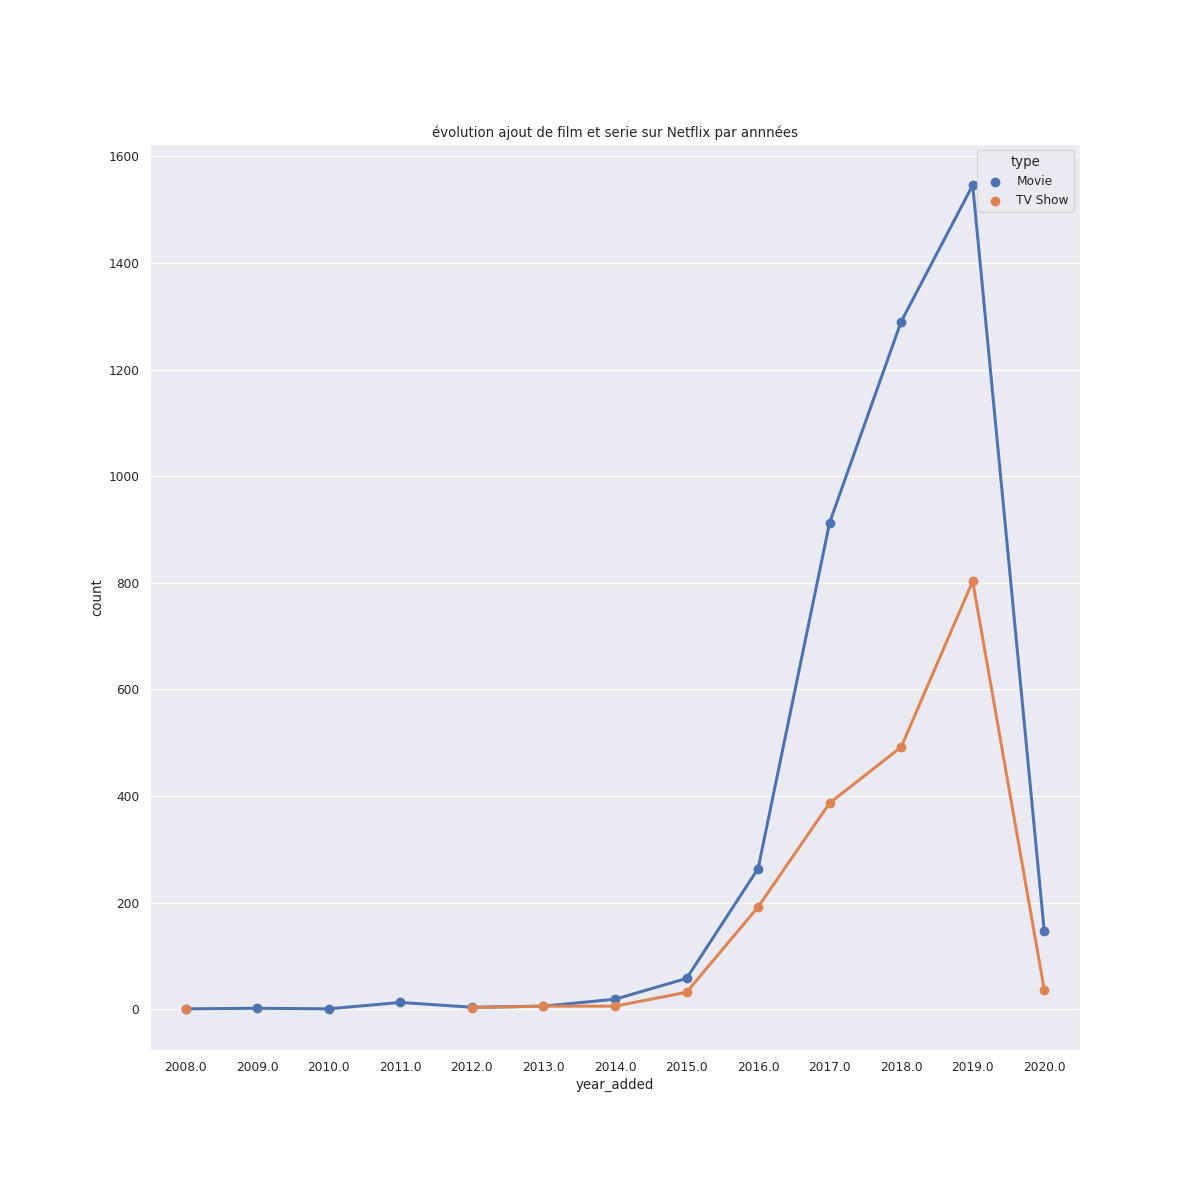 évolution ajout de film et serie sur Netflix par annnées
type
Movie
TV Show
1600
1400
1200
1000
800
600
400
200
0
count
2008.0 2009.0 2010.0 2011.0 2012.0 2013.0 2014.0 2015.0 2016.0 2017.0 2018.0 2019.0 2020.0
year_added